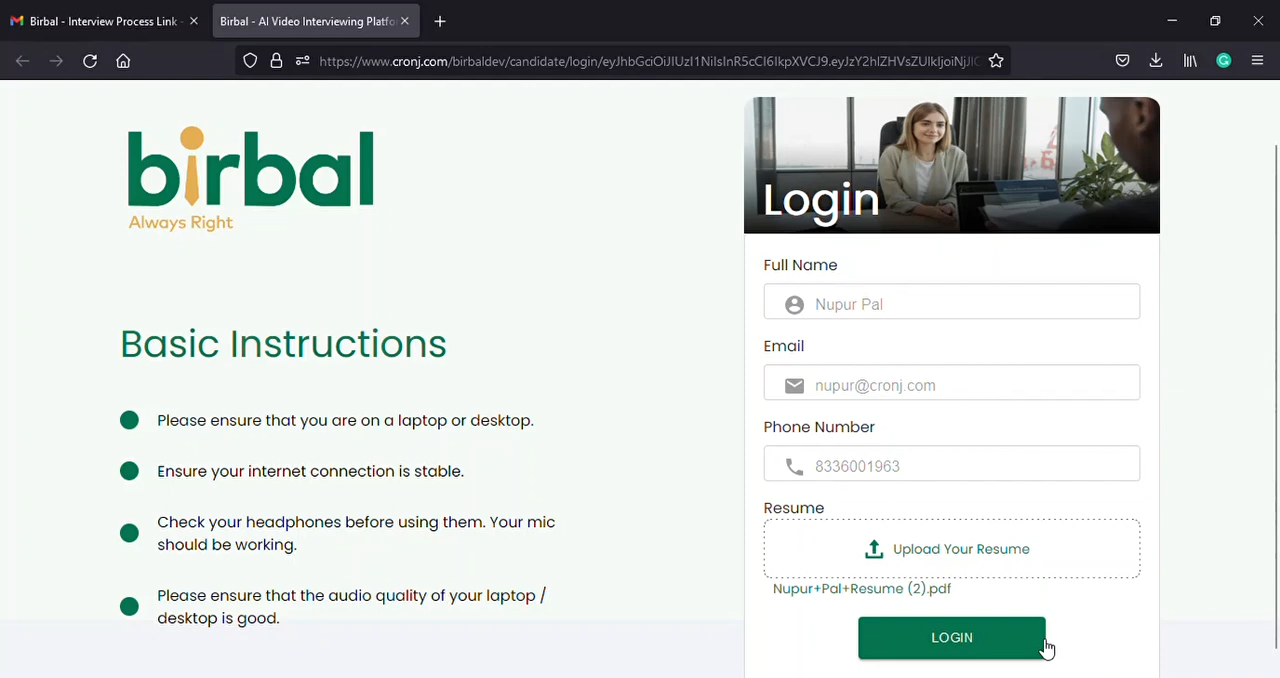 Birbal - Interview Process Link -
Birbal - AI Video Interviewing Platfo
https://www.cronj.com/birbaldev/candidate/login/
birbal
Always Right
Basic Instructions
Please ensure that you are on a laptop or desktop.
Ensure your internet connection is stable.
Check your headphones before using them. Your mic
should be working.
Please ensure that the audio quality of your laptop /
desktop is good.
Login
Full Name
Nupur Pal
Email
nupur@cronj.com
Phone Number
8336001963
Resume
Upload Your Resume
Nupur+Pal+Resume (2).pdf
LOGIN